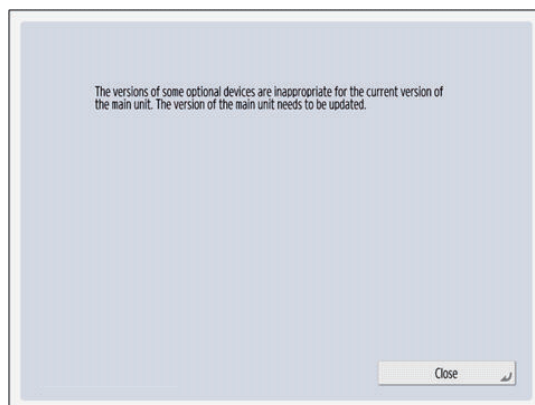 The versions of some optional devices are inappropriate for the current version of
the main unit. The version of the main unit needs to be updated.
Close